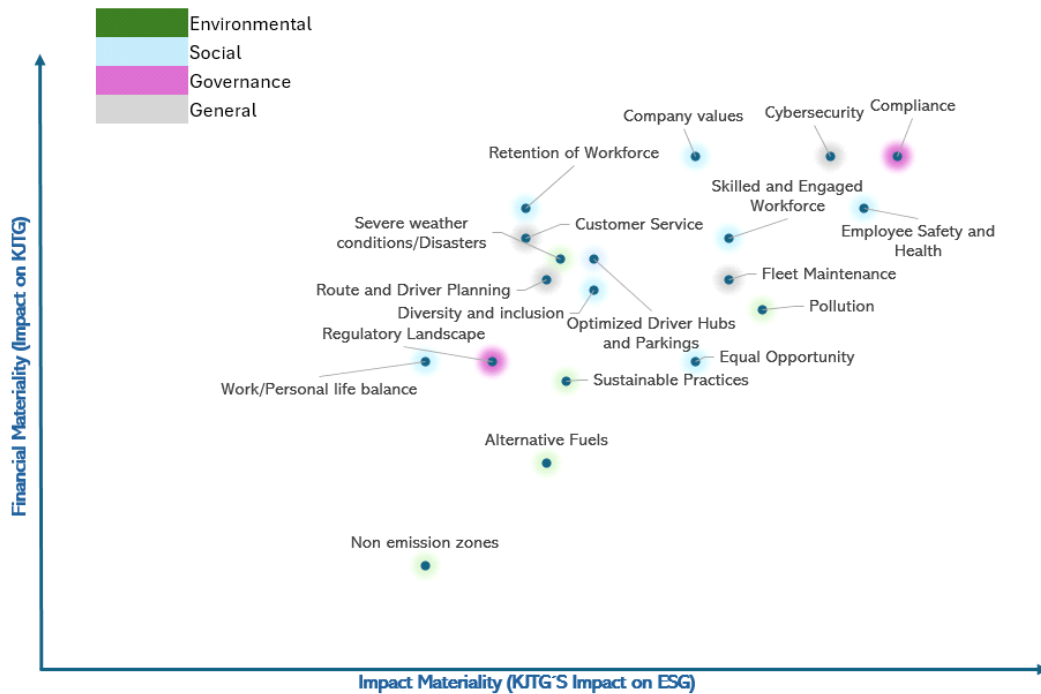 Environmental
Social
Governance
General
Company values
Cybersecurity
Compliance
Retention of Workforce
Skilled and Engaged
Workforce
Severe weather
conditions/Disasters
Customer Service
Employee Safety and
Health
Route and Driver Planning
Fleet Maintenance
Diversity and inclusion
Optimized Driver Hubs
and Parkings
Pollution
Regulatory Landscape
Work/Personal life balance
Equal Opportunity
Sustainable Practices
Alternative Fuels
Non emission zones
Financial Materiality (Impact on KJTG)
Impact Materiality (KJTG´S Impact on ESG)